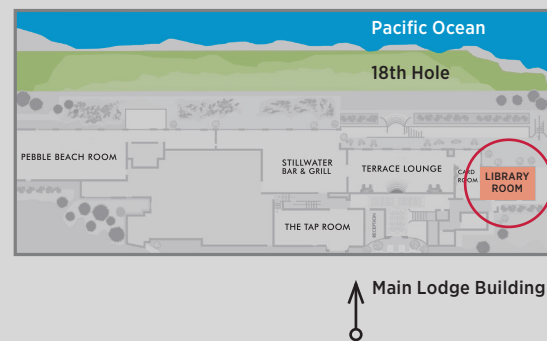 Pacific Ocean
18th Hole
PEBBLE BEACH ROOM
STILLWATER
BAR & GRILL
TERRACE LOUNGE
CARD
ROOM
LIBRARY
ROOM
THE TAP ROOM
RECEPTION
Main Lodge Building